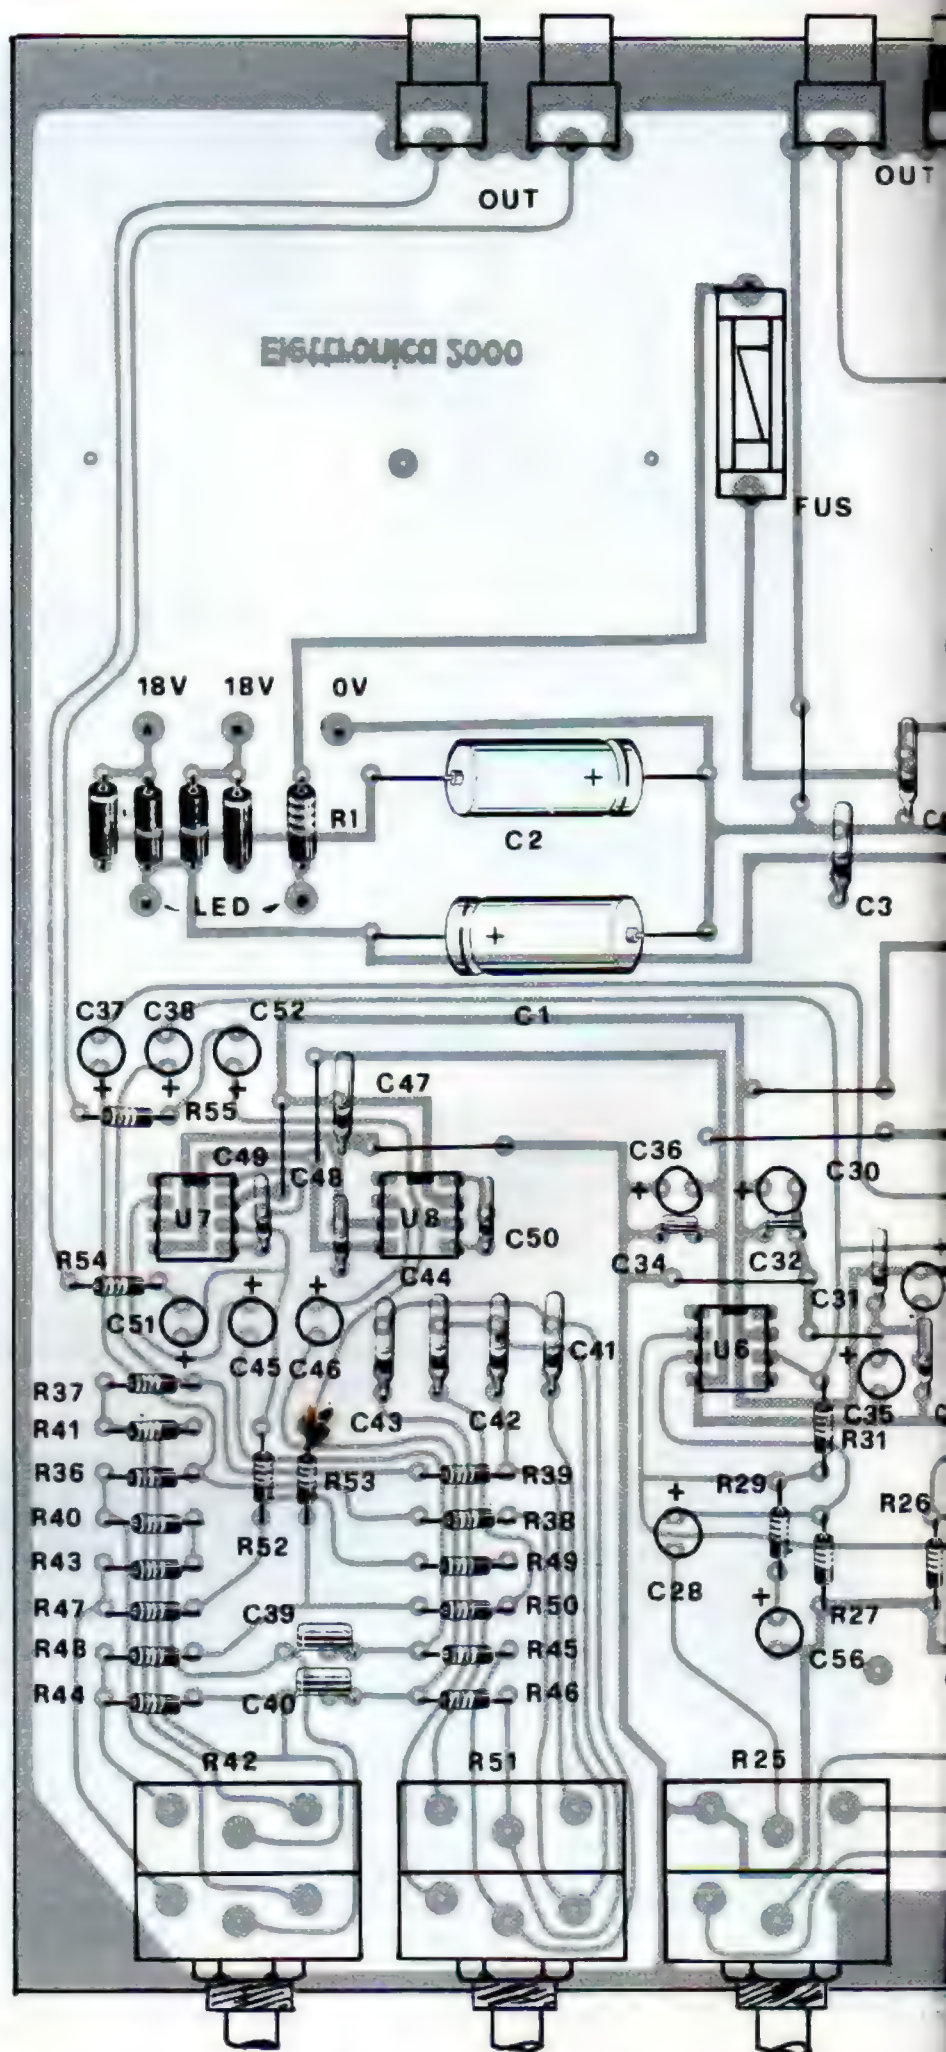 OUT
OUT
Elettronica 2000
FUS
18V 18V 0V
R1
+
C2
LED
C3
+
C37 C38 C52
C1
+ + +
C47
R55
C49
C48
C36
C30
+ +
U7
U8
C50
C34
C32
R54
C44
+ +
C31
C51
C45
C46
C41
U6
+
+
R37
C43
C42
C35
R41
R31
R36
R53
R39
R29
R40
R38
+
R26
R52
R43
R49
C28
R47
R50
+
R27
C39
R48
R45
C56
R44
C40
R46
R42
R51
R25